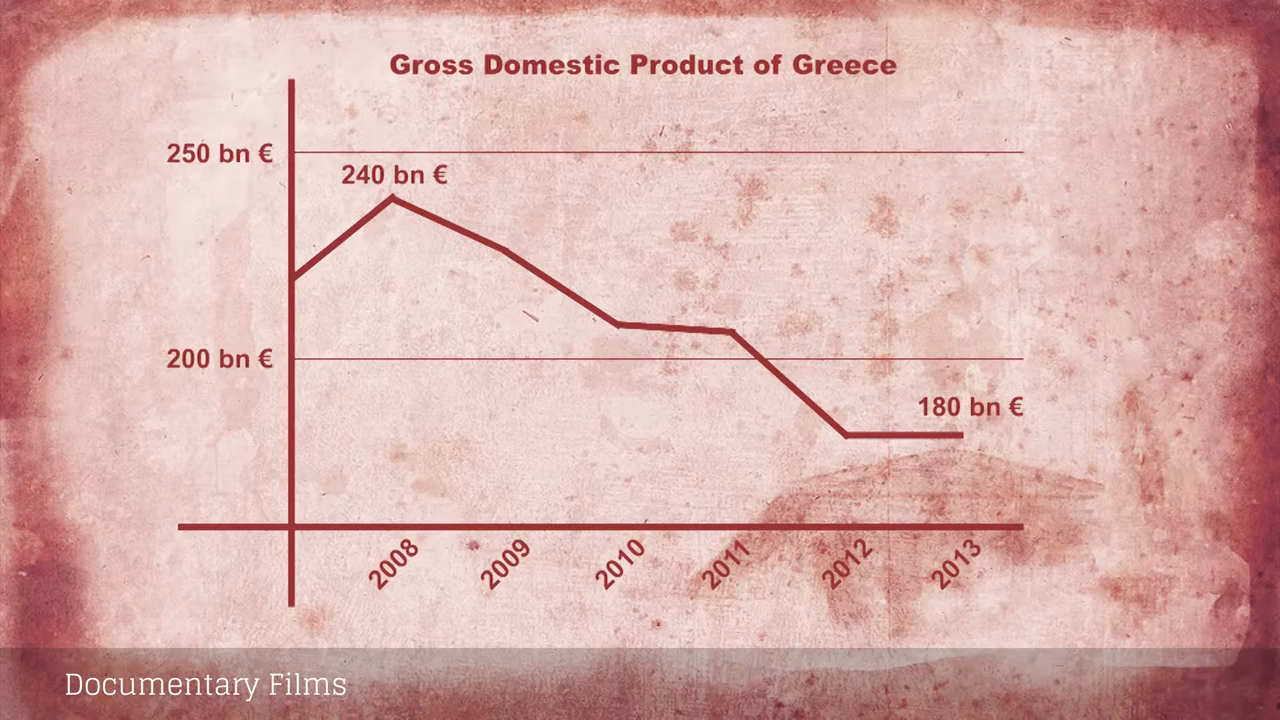 Gross Domestic Product of Greece
250 bn €
240 bn €
200 bn €
180 bn €
2008
2009
2010
2011
2012
2013
Documentary Films